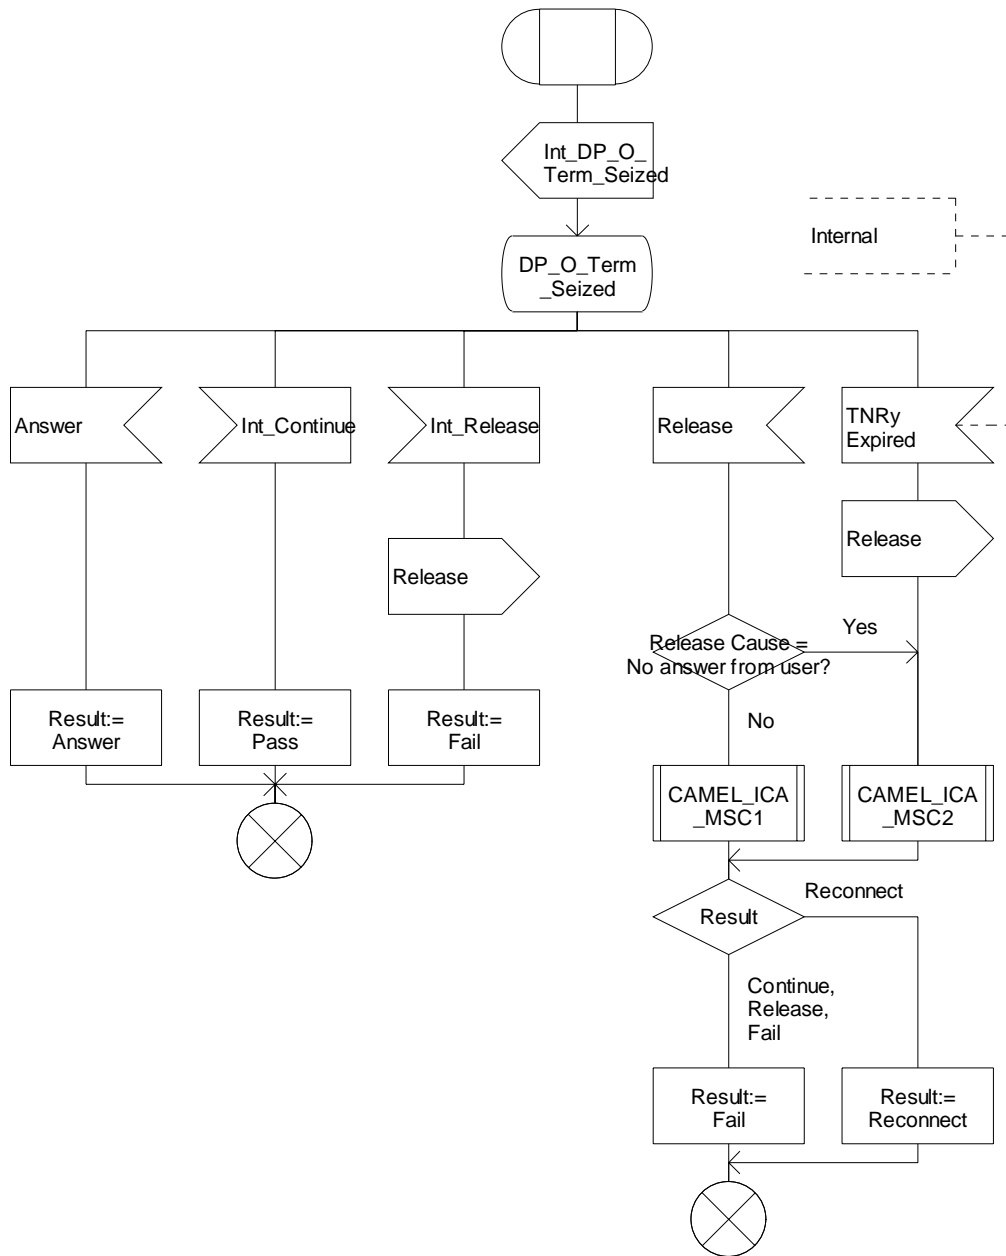 Int_DP_O_
Term_Seized
Internal
DP_O_Term
_Seized
Answer
Int_Continue
Int_Release
Release
TNRy
Expired
Release
Release
Yes
Release Cause =
No answer from user?
No
Result:=
Answer
Result:=
Pass
Result:=
Fail
CAMEL_ICA
_MSC1
CAMEL_ICA
_MSC2
Reconnect
Result
Continue,
Release,
Fail
Result:=
Fail
Result:=
Reconnect